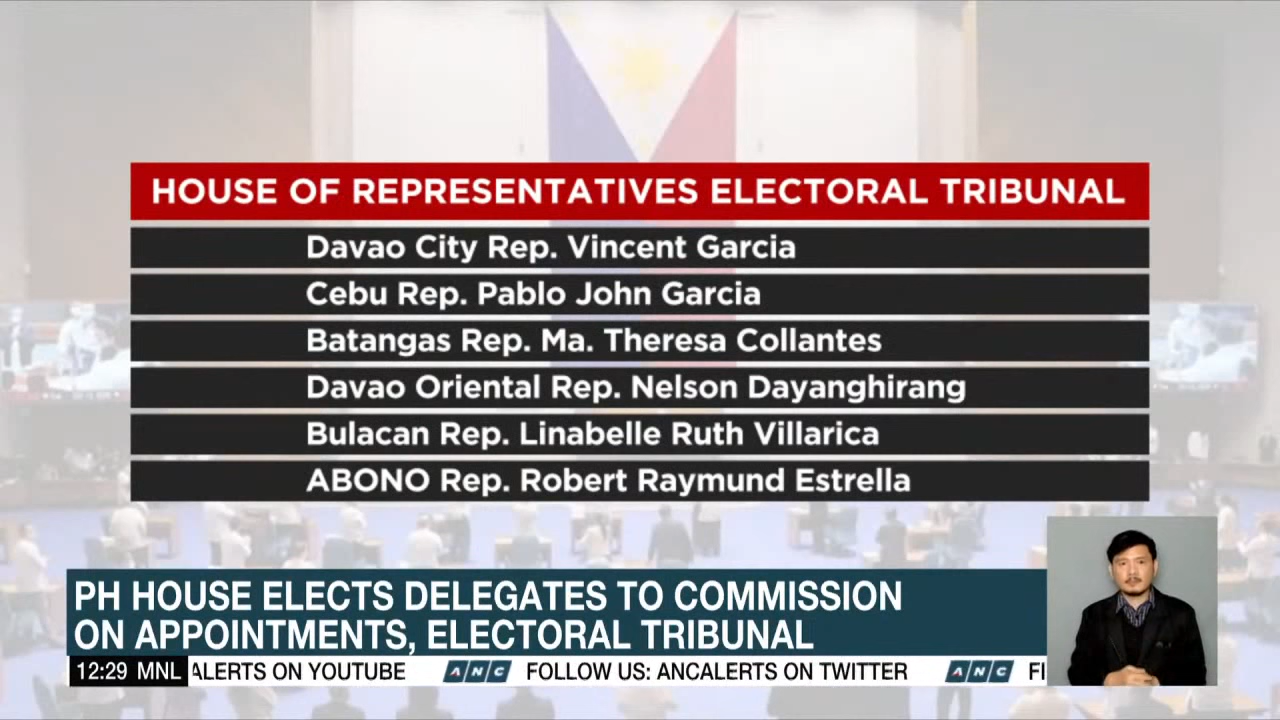 HOUSE OF REPRESENTATIVES ELECTORAL TRIBUNAL
Davao City Rep. Vincent Garcia
Cebu Rep. Pablo John Garcia
Batangas Rep. Ma. Theresa Collantes
Davao Oriental Rep. Nelson Dayanghirang
Bulacan Rep. Linabelle Ruth Villarica
ABONO Rep. Robert Raymund Estrella
PH HOUSE ELECTS DELEGATES TO COMMISSION
ON APPOINTMENTS, ELECTORAL TRIBUNAL
12:29 MNL ALERTS ON YOUTUBE ANC FOLLOW US: ANCALERTS ON TWITTER ANC FI